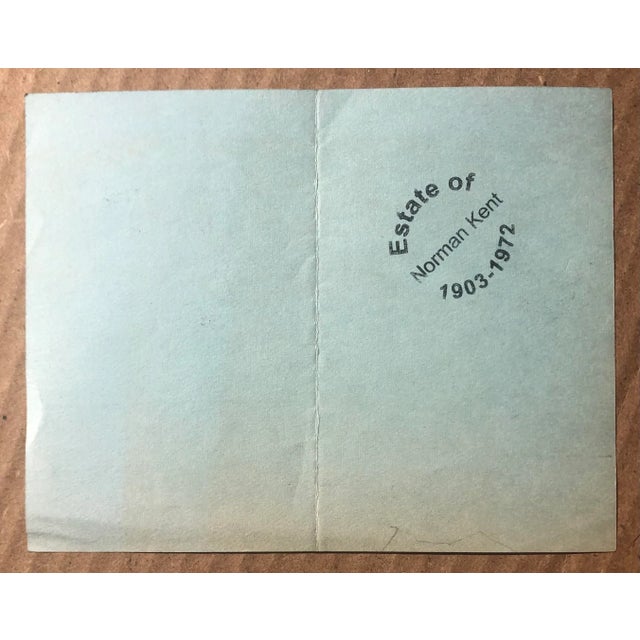 Estate of
Norman Kent
1903-1972